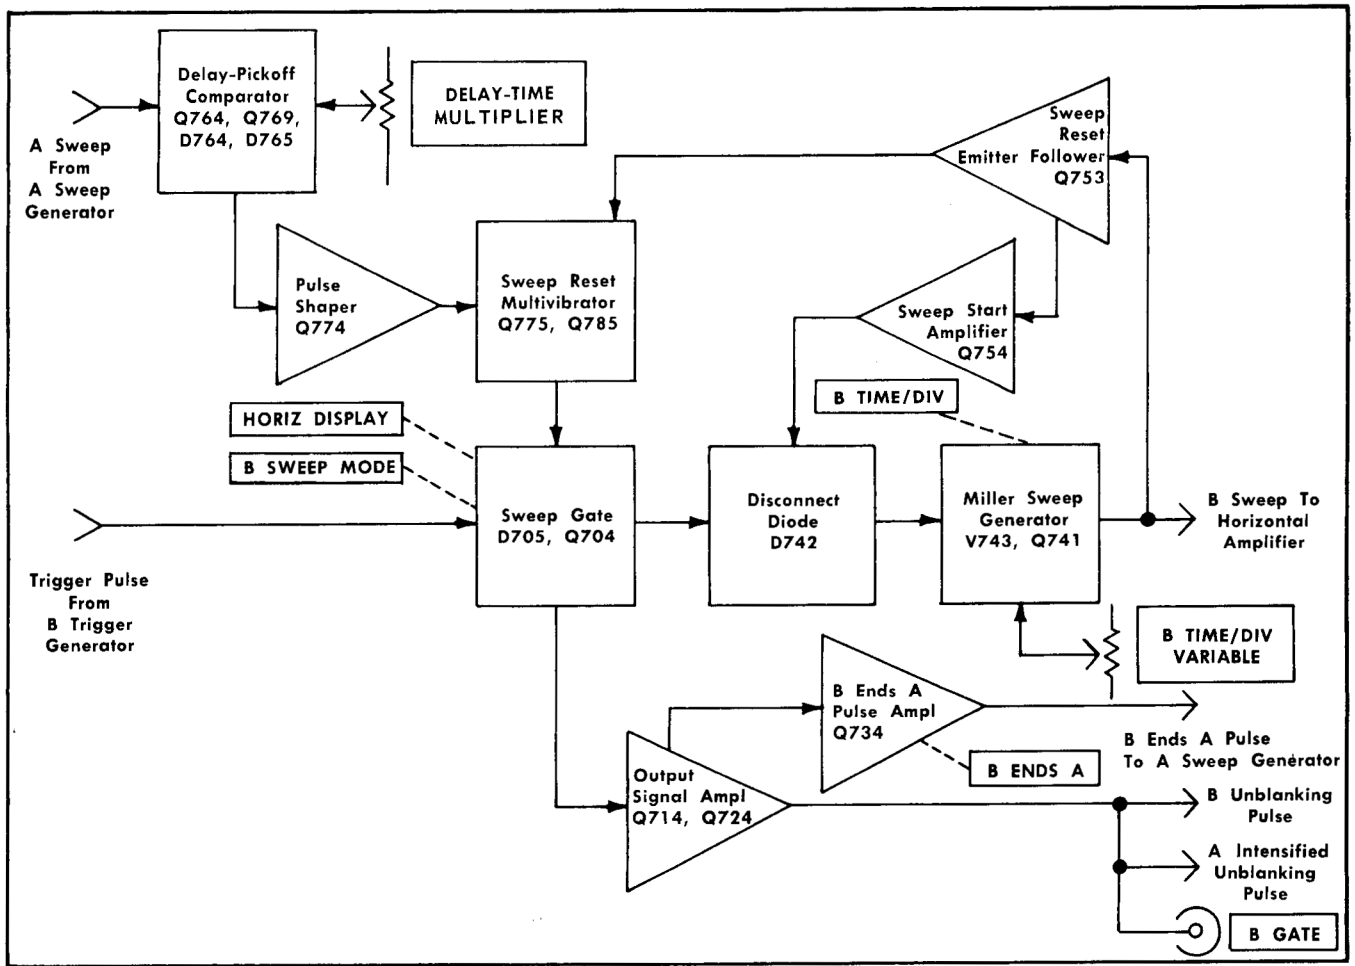 Delay-Pickoff
Comparator
Q764, Q769,
D764, D765
DELAY-TIME
MULTIPLIER
A Sweep
From
A Sweep
Generator
Sweep
Reset
Emitter Follower
Q753
Pulse
Shaper
Q774
Sweep Reset
Multivibrator
Q775, Q785
Sweep Start
Amplifier
Q754
B TIME/DIV
HORIZ DISPLAY
B SWEEP MODE
Sweep Gate
D705, Q704
Disconnect
Diode
D742
Miller Sweep
Generator
V743, Q741
B Sweep To
Horizontal
Amplifier
Trigger Pulse
From
B Trigger
Generator
B TIME/DIV
VARIABLE
B Ends A
Pulse Ampl
Q734
B Ends A Pulse
To A Sweep Generator
B ENDS A
Output
Signal Ampl
Q714, Q724
B Unblanking
Pulse
A Intensified
Unblanking
Pulse
B GATE